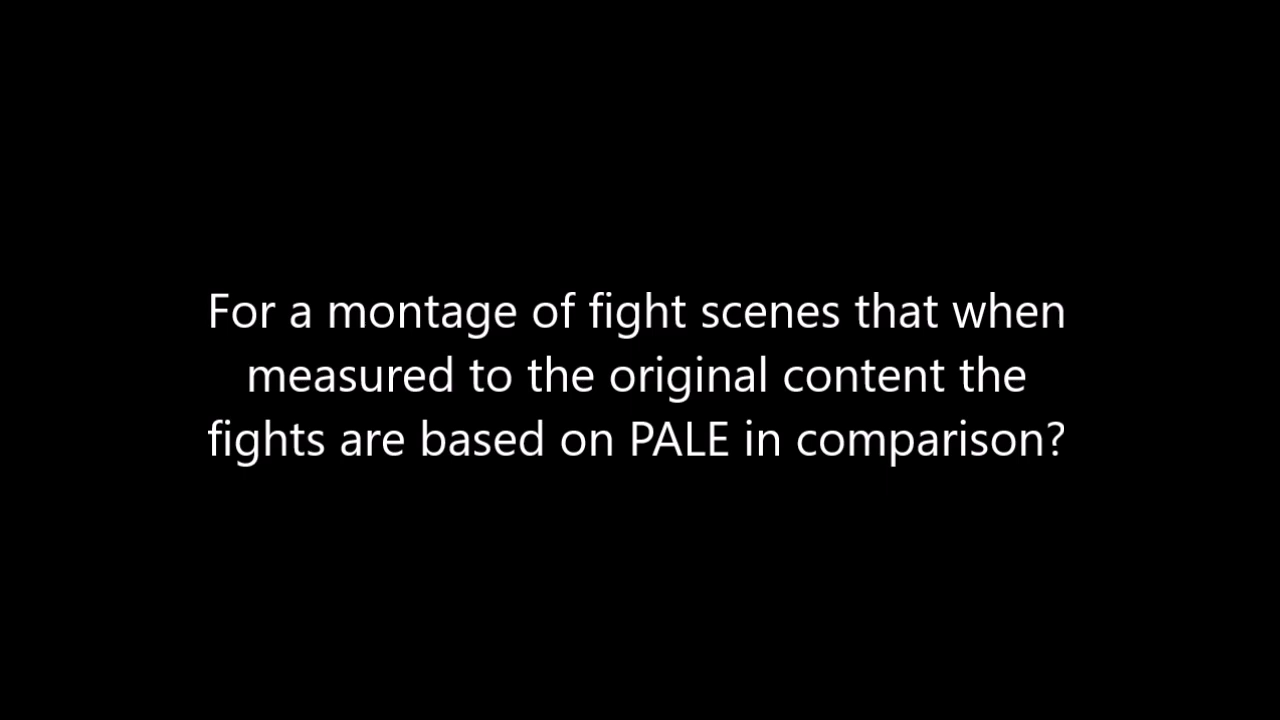 For a montage of fight scenes that when
measured to the original content the
fights are based on PALE in comparison?